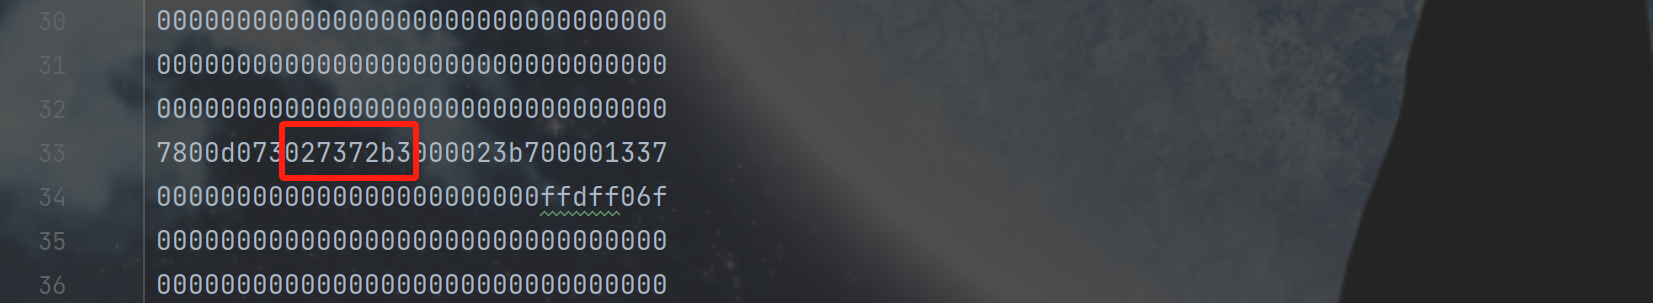 30 00000000000000000000000000000000
31 00000000000000000000000000000000
32 00000000000000000000000000000000
33 7800d073027372b3000023b700001337
34 000000000000000000000000ffdff06f
35 00000000000000000000000000000000
36 00000000000000000000000000000000